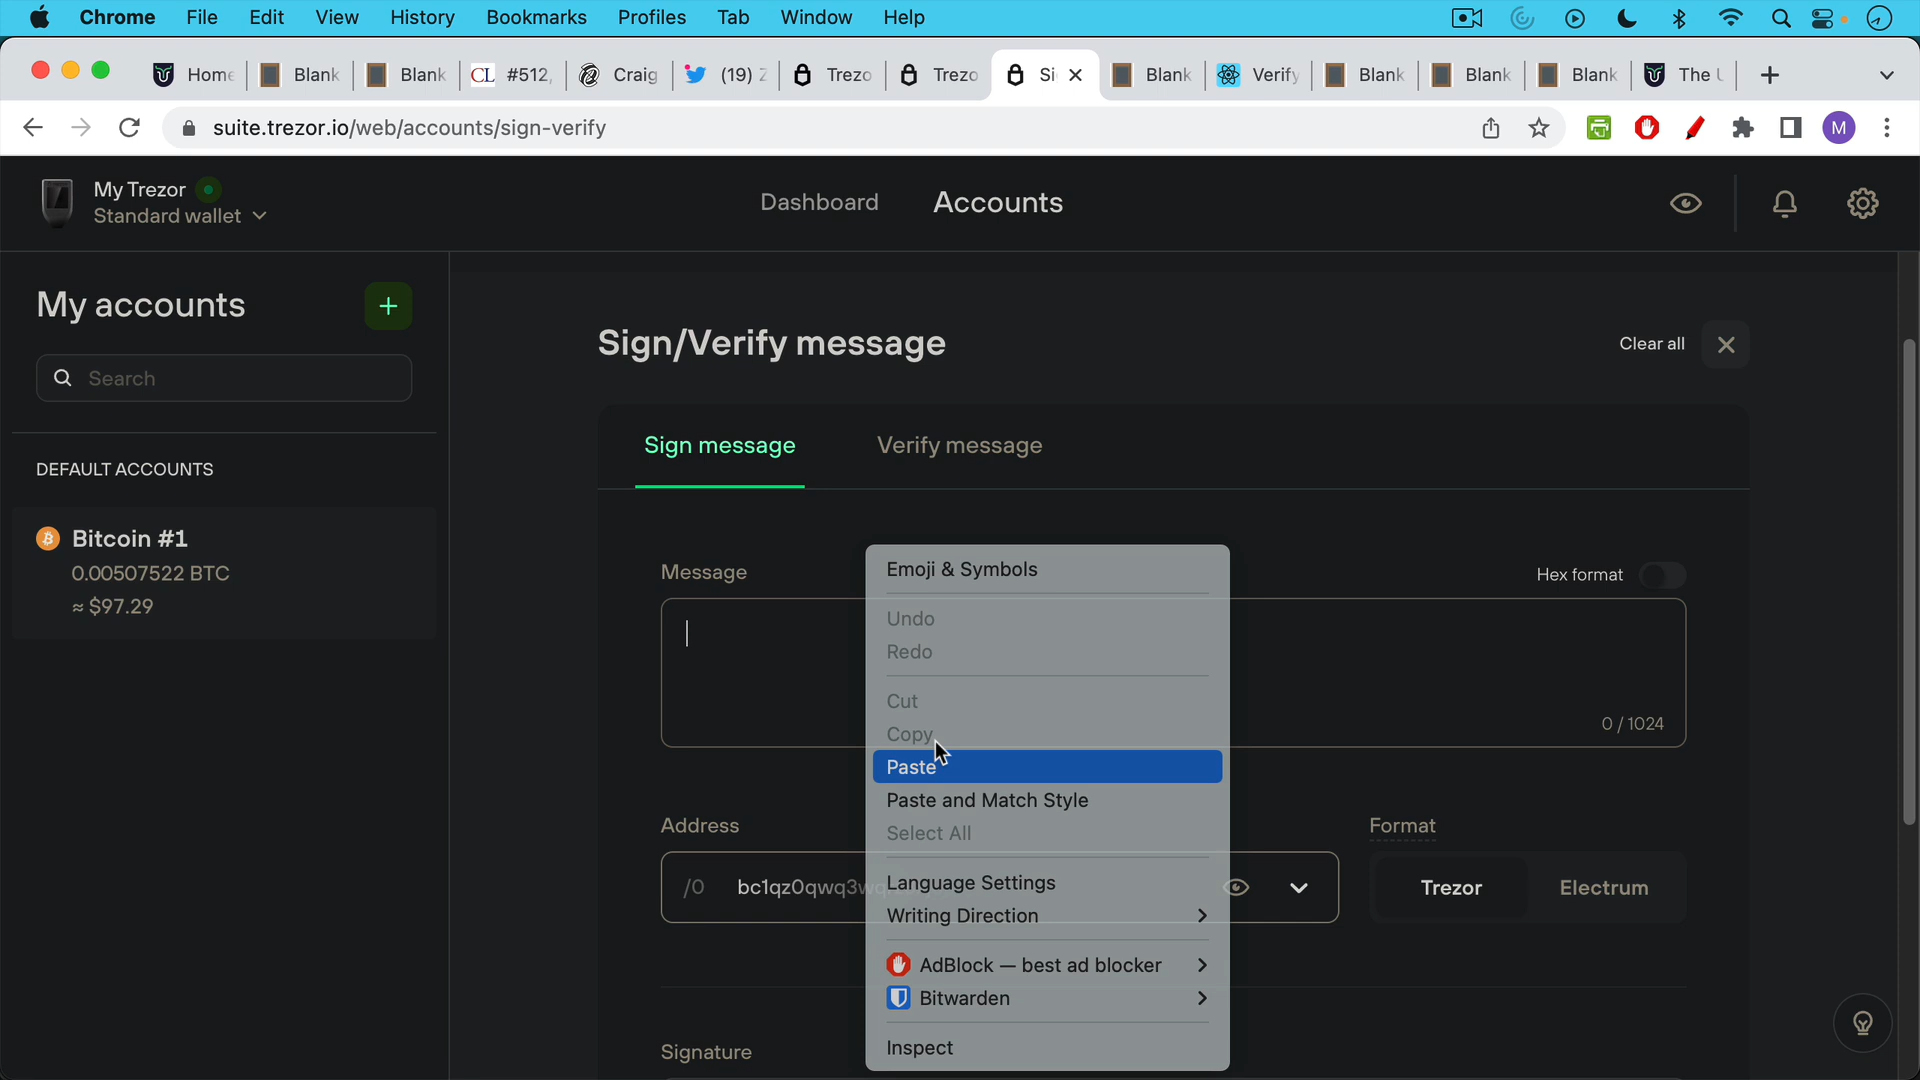 Chrome File Edit View History Bookmarks Profiles Tab Window Help
Home Blank Blank CL #512, Craig (19) Z Trezo Trezo Si Blank Verify Blank Blank Blank The U
suite.trezor.io/web/accounts/sign-verify
M
My Trezor
Standard wallet
Dashboard
Accounts
My accounts
Search
DEFAULT ACCOUNTS
Bitcoin #1
0.00507522 BTC
≈ $97.29
Sign/Verify message
Clear all
Sign message
Verify message
Message
Hex format
0 / 1024
Address
/0 bc1qz0qwq3wq
Format
Trezor
Electrum
Signature
Emoji & Symbols
Undo
Redo
Cut
Copy
Paste
Paste and Match Style
Select All
Language Settings
Writing Direction
AdBlock — best ad blocker
Bitwarden
Inspect